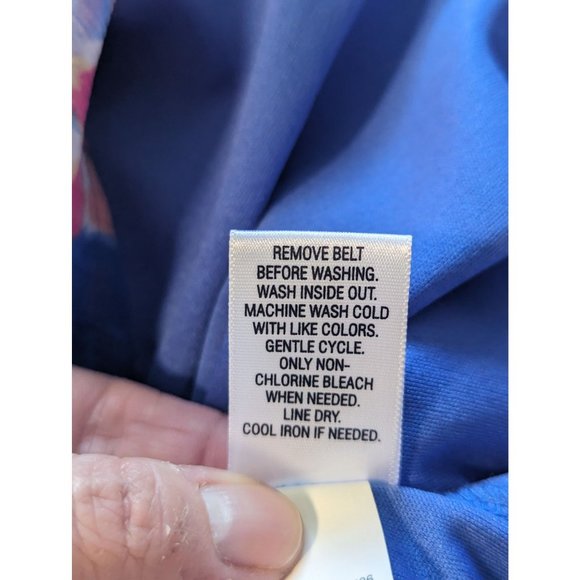 REMOVE BELT
BEFORE WASHING.
WASH INSIDE OUT.
MACHINE WASH COLD
WITH LIKE COLORS.
GENTLE CYCLE.
ONLY NON-
CHLORINE BLEACH
WHEN NEEDED.
LINE DRY.
COOL IRON IF NEEDED.